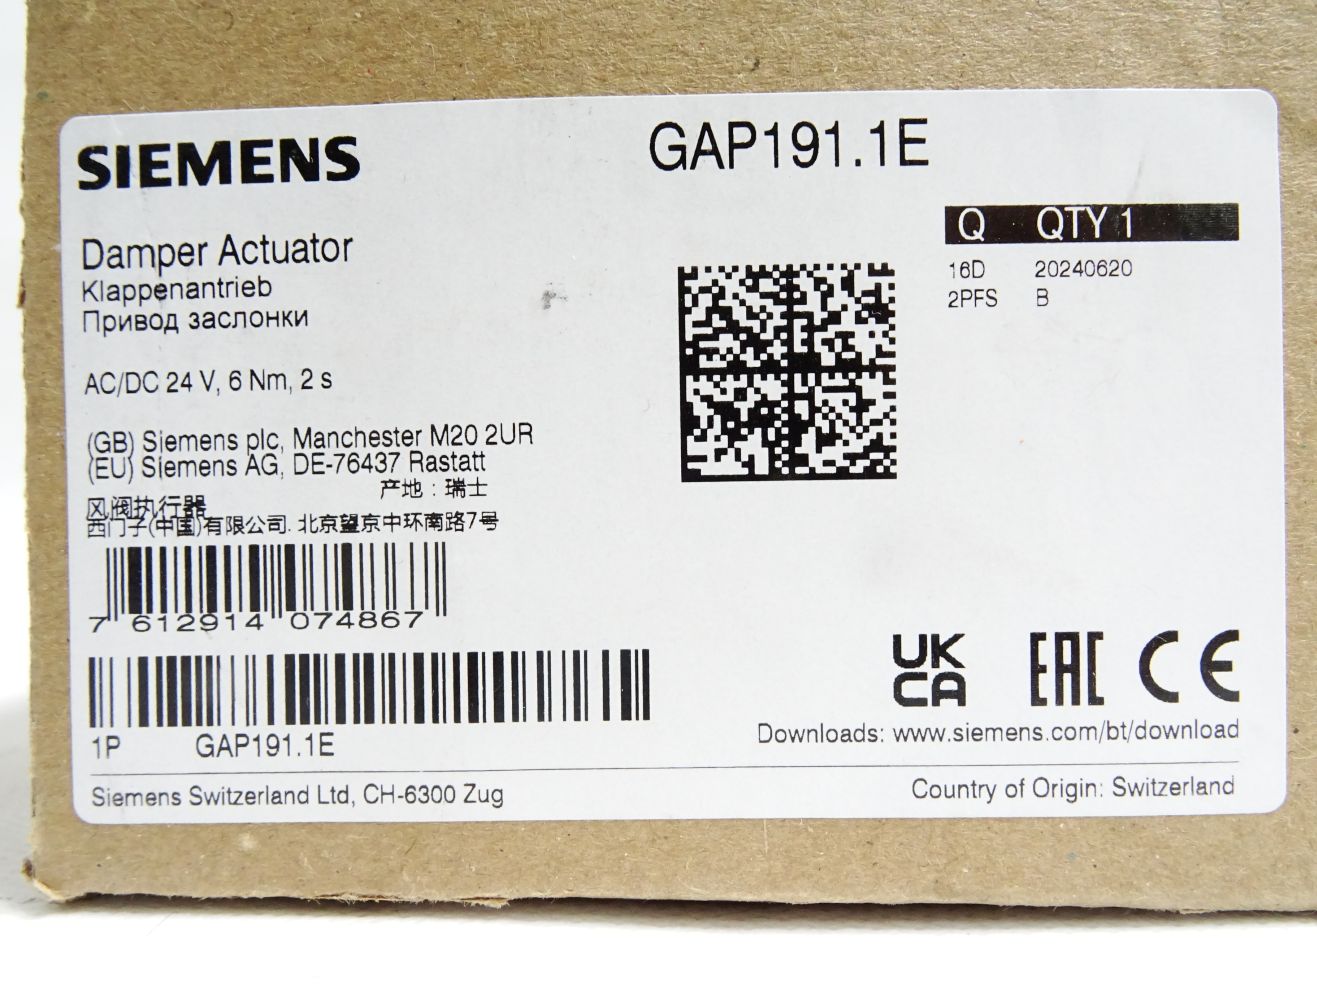 SIEMENS
GAP191.1E
Q QTY 1
Damper Actuator
Klappenantrieb
Привод заслонки
16D 20240620
2PFS B
AC/DC 24 V, 6 Nm, 2 s
(GB) Siemens plc, Manchester M20 2UR
(EU) Siemens AG, DE-76437 Rastatt
产地 : 瑞士
风阀执行器
西门子(中国)有限公司. 北京望京中环南路7号
7 612914 074867
UK
CA
EAC CE
1P GAP191.1E
Downloads: www.siemens.com/bt/download
Siemens Switzerland Ltd, CH-6300 Zug
Country of Origin: Switzerland